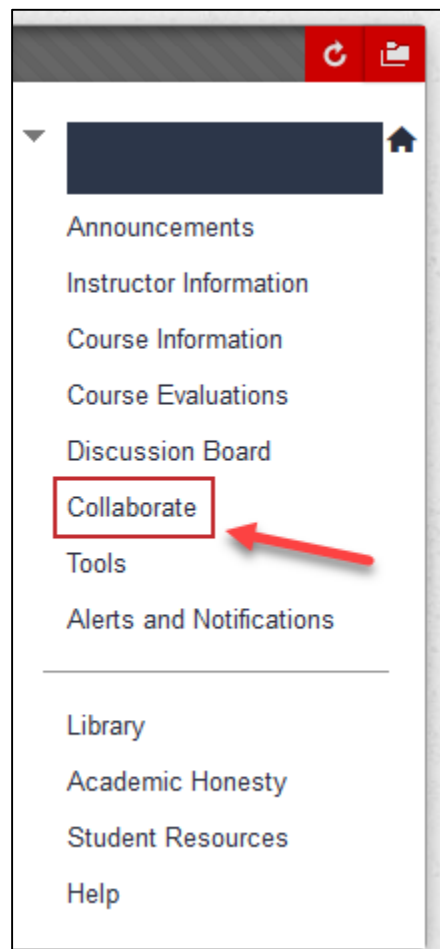 Announcements
Instructor Information
Course Information
Course Evaluations
Discussion Board
Collaborate
Tools
Alerts and Notifications
Library
Academic Honesty
Student Resources
Help